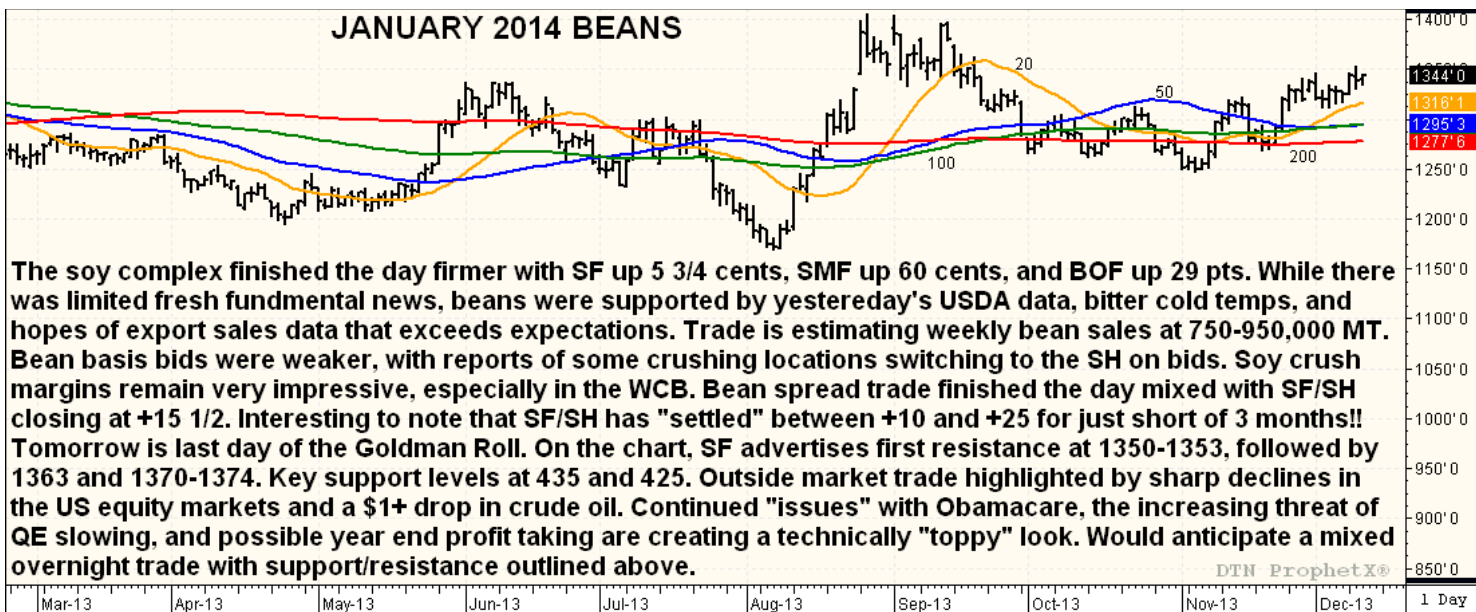 JANUARY 2014 BEANS
1400'0
20
1344'0
50
1316'1
1295'3
1277'6
100
200
1250'0
1200'0
The soy complex finished the day firmer with SF up 5 3/4 cents, SMF up 60 cents, and BOF up 29 pts. While there
1150'0
was limited fresh fundmental news, beans were supported by yestereday's USDA data, bitter cold temps, and
hopes of export sales data that exceeds expectations. Trade is estimating weekly bean sales at 750-950,000 MT.
1100'0
Bean basis bids were weaker, with reports of some crushing locations switching to the SH on bids. Soy crush
1050'0
margins remain very impressive, especially in the WCB. Bean spread trade finished the day mixed with SF/SH
closing at +15 1/2. Interesting to note that SF/SH has "settled" between +10 and +25 for just short of 3 months!!
1000'0
Tomorrow is last day of the Goldman Roll. On the chart, SF advertises first resistance at 1350-1353, followed by
950'0
1363 and 1370-1374. Key support levels at 435 and 425. Outside market trade highlighted by sharp declines in
the US equity markets and a $1+ drop in crude oil. Continued "issues" with Obamacare, the increasing threat of
900'0
QE slowing, and possible year end profit taking are creating a technically "toppy" look. Would anticipate a mixed
overnight trade with support/resistance outlined above.
850'0
DTN ProphetX®
Mar-13 Apr-13 May-13 Jun-13 Jul-13 Aug-13 Sep-13 Oct-13 Nov-13 Dec-13 1 Day